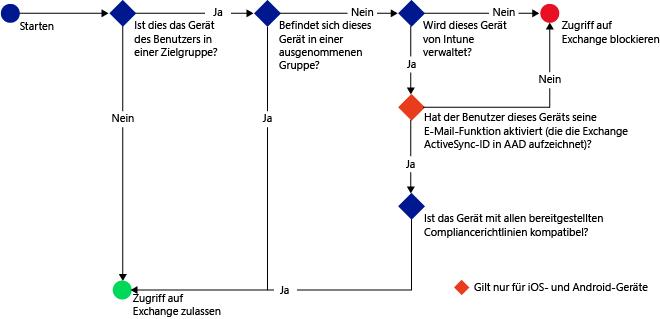 Starten
Ist dies das Gerät
des Benutzers in
einer Zielgruppe?
Ja
Befindet sich dieses
Gerät in einer
ausgenommenen
Gruppe?
Nein
Wird dieses Gerät
von Intune
verwaltet?
Nein
Zugriff auf
Exchange blockieren
Ja
Nein
Nein
Ja
Hat der Benutzer dieses Geräts seine
E-Mail-Funktion aktiviert (die die Exchange
ActiveSync-ID in AAD aufzeichnet)?
Ja
Ist das Gerät mit allen bereitgestellten
Compliancerichtlinien kompatibel?
Ja
Zugriff auf
Exchange zulassen
Gilt nur für iOS- und Android-Geräte